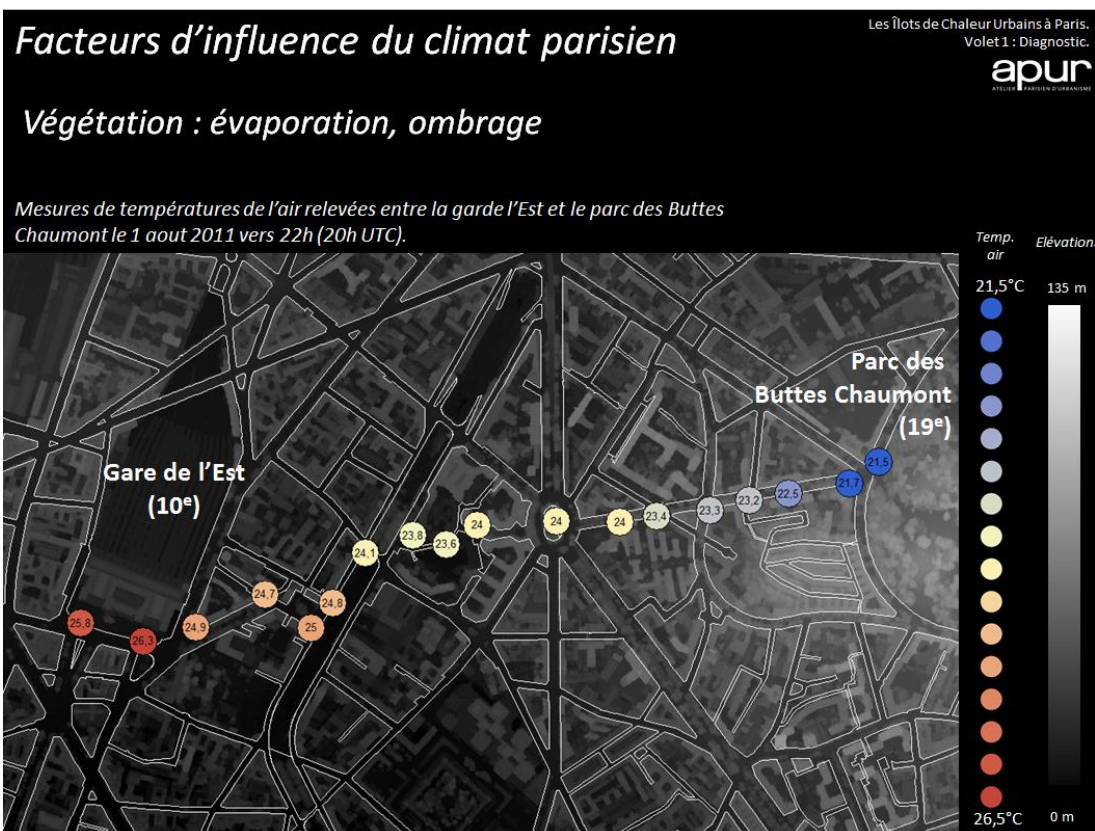 Facteurs d'influence du climat parisien
Les Îlots de Chaleur Urbains à Paris.
Volet 1 : Diagnostic.
apur
ATELIER PARISIEN D'URBANISME
Végétation : évaporation, ombrage
Mesures de températures de l'air relevées entre la garde l'Est et le parc des Buttes
Chaumont le 1 aout 2011 vers 22h (20h UTC).
Temp.
air
Elévation.
21,5°C
135 m
Parc des
Buttes Chaumont
(19e)
Gare de l'Est
(10e)
21,5
21,7
22,5
23,2
23,3
23,4
24
24
24
23,6
23,8
24,1
24,7
24,8
25
24,9
25,8
26,3
26,5°C
0 m